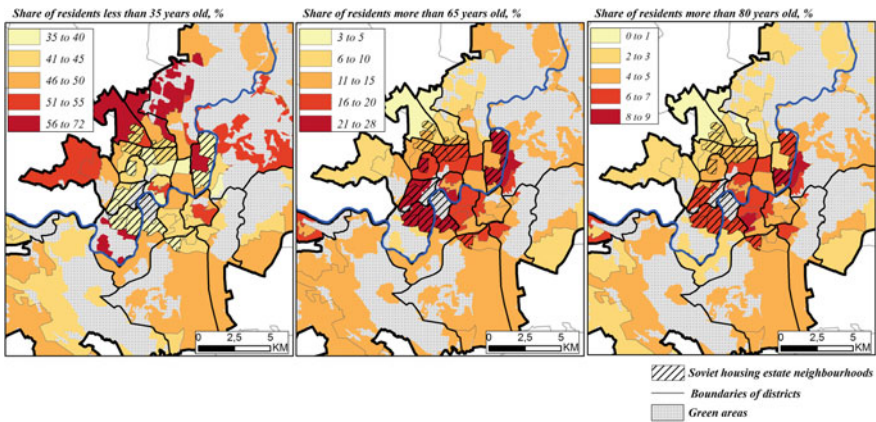 Share of residents less than 35 years old, %
35 to 40
41 to 45
46 to 50
51 to 55
56 to 72
0 2,5 5
KM
Share of residents more than 65 years old, %
3 to 5
6 to 10
11 to 15
16 to 20
21 to 28
0 2,5 5
KM
Share of residents more than 80 years old, %
0 to 1
2 to 3
4 to 5
6 to 7
8 to 9
0 2,5 5
KM
Soviet housing estate neighbourhoods
Boundaries of districts
Green areas